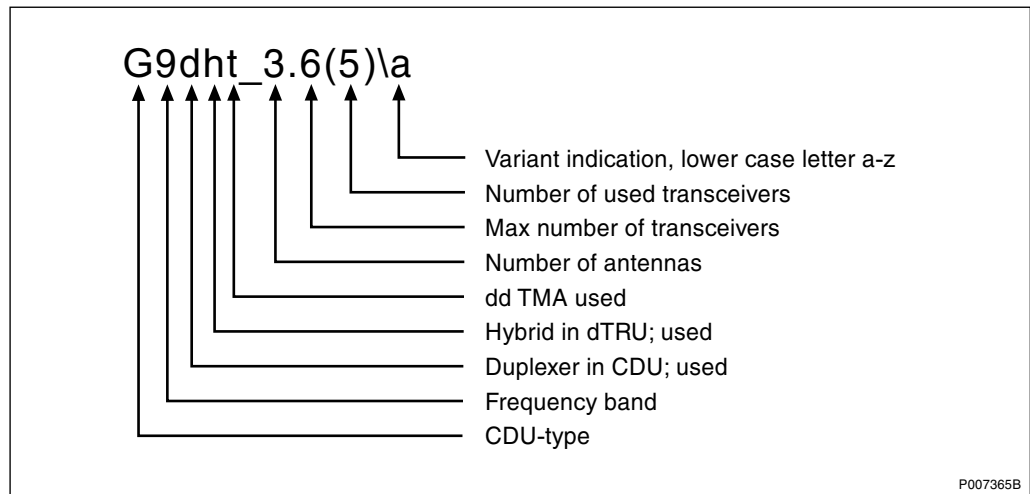 G9dht_3.6(5)\a
Variant indication, lower case letter a-z
Number of used transceivers
Max number of transceivers
Number of antennas
dd TMA used
Hybrid in dTRU; used
Duplexer in CDU; used
Frequency band
CDU-type
P007365B